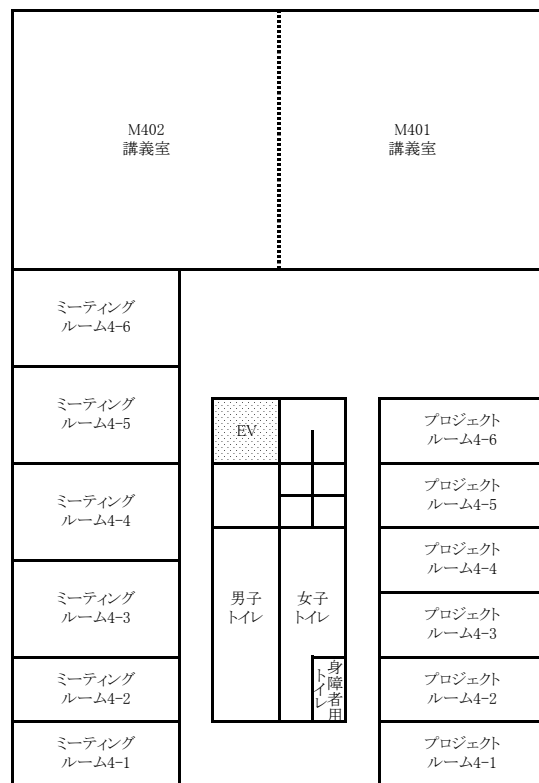 M402
講義室
M401
講義室
ミーティング
ルーム4-6
ミーティング
ルーム4-5
EV
プロジェクト
ルーム4-6
プロジェクト
ルーム4-5
ミーティング
ルーム4-4
プロジェクト
ルーム4-4
ミーティング
ルーム4-3
男子
トイレ
女子
トイレ
プロジェクト
ルーム4-3
ミーティング
ルーム4-2
身障者用
トイレ
プロジェクト
ルーム4-2
ミーティング
ルーム4-1
プロジェクト
ルーム4-1